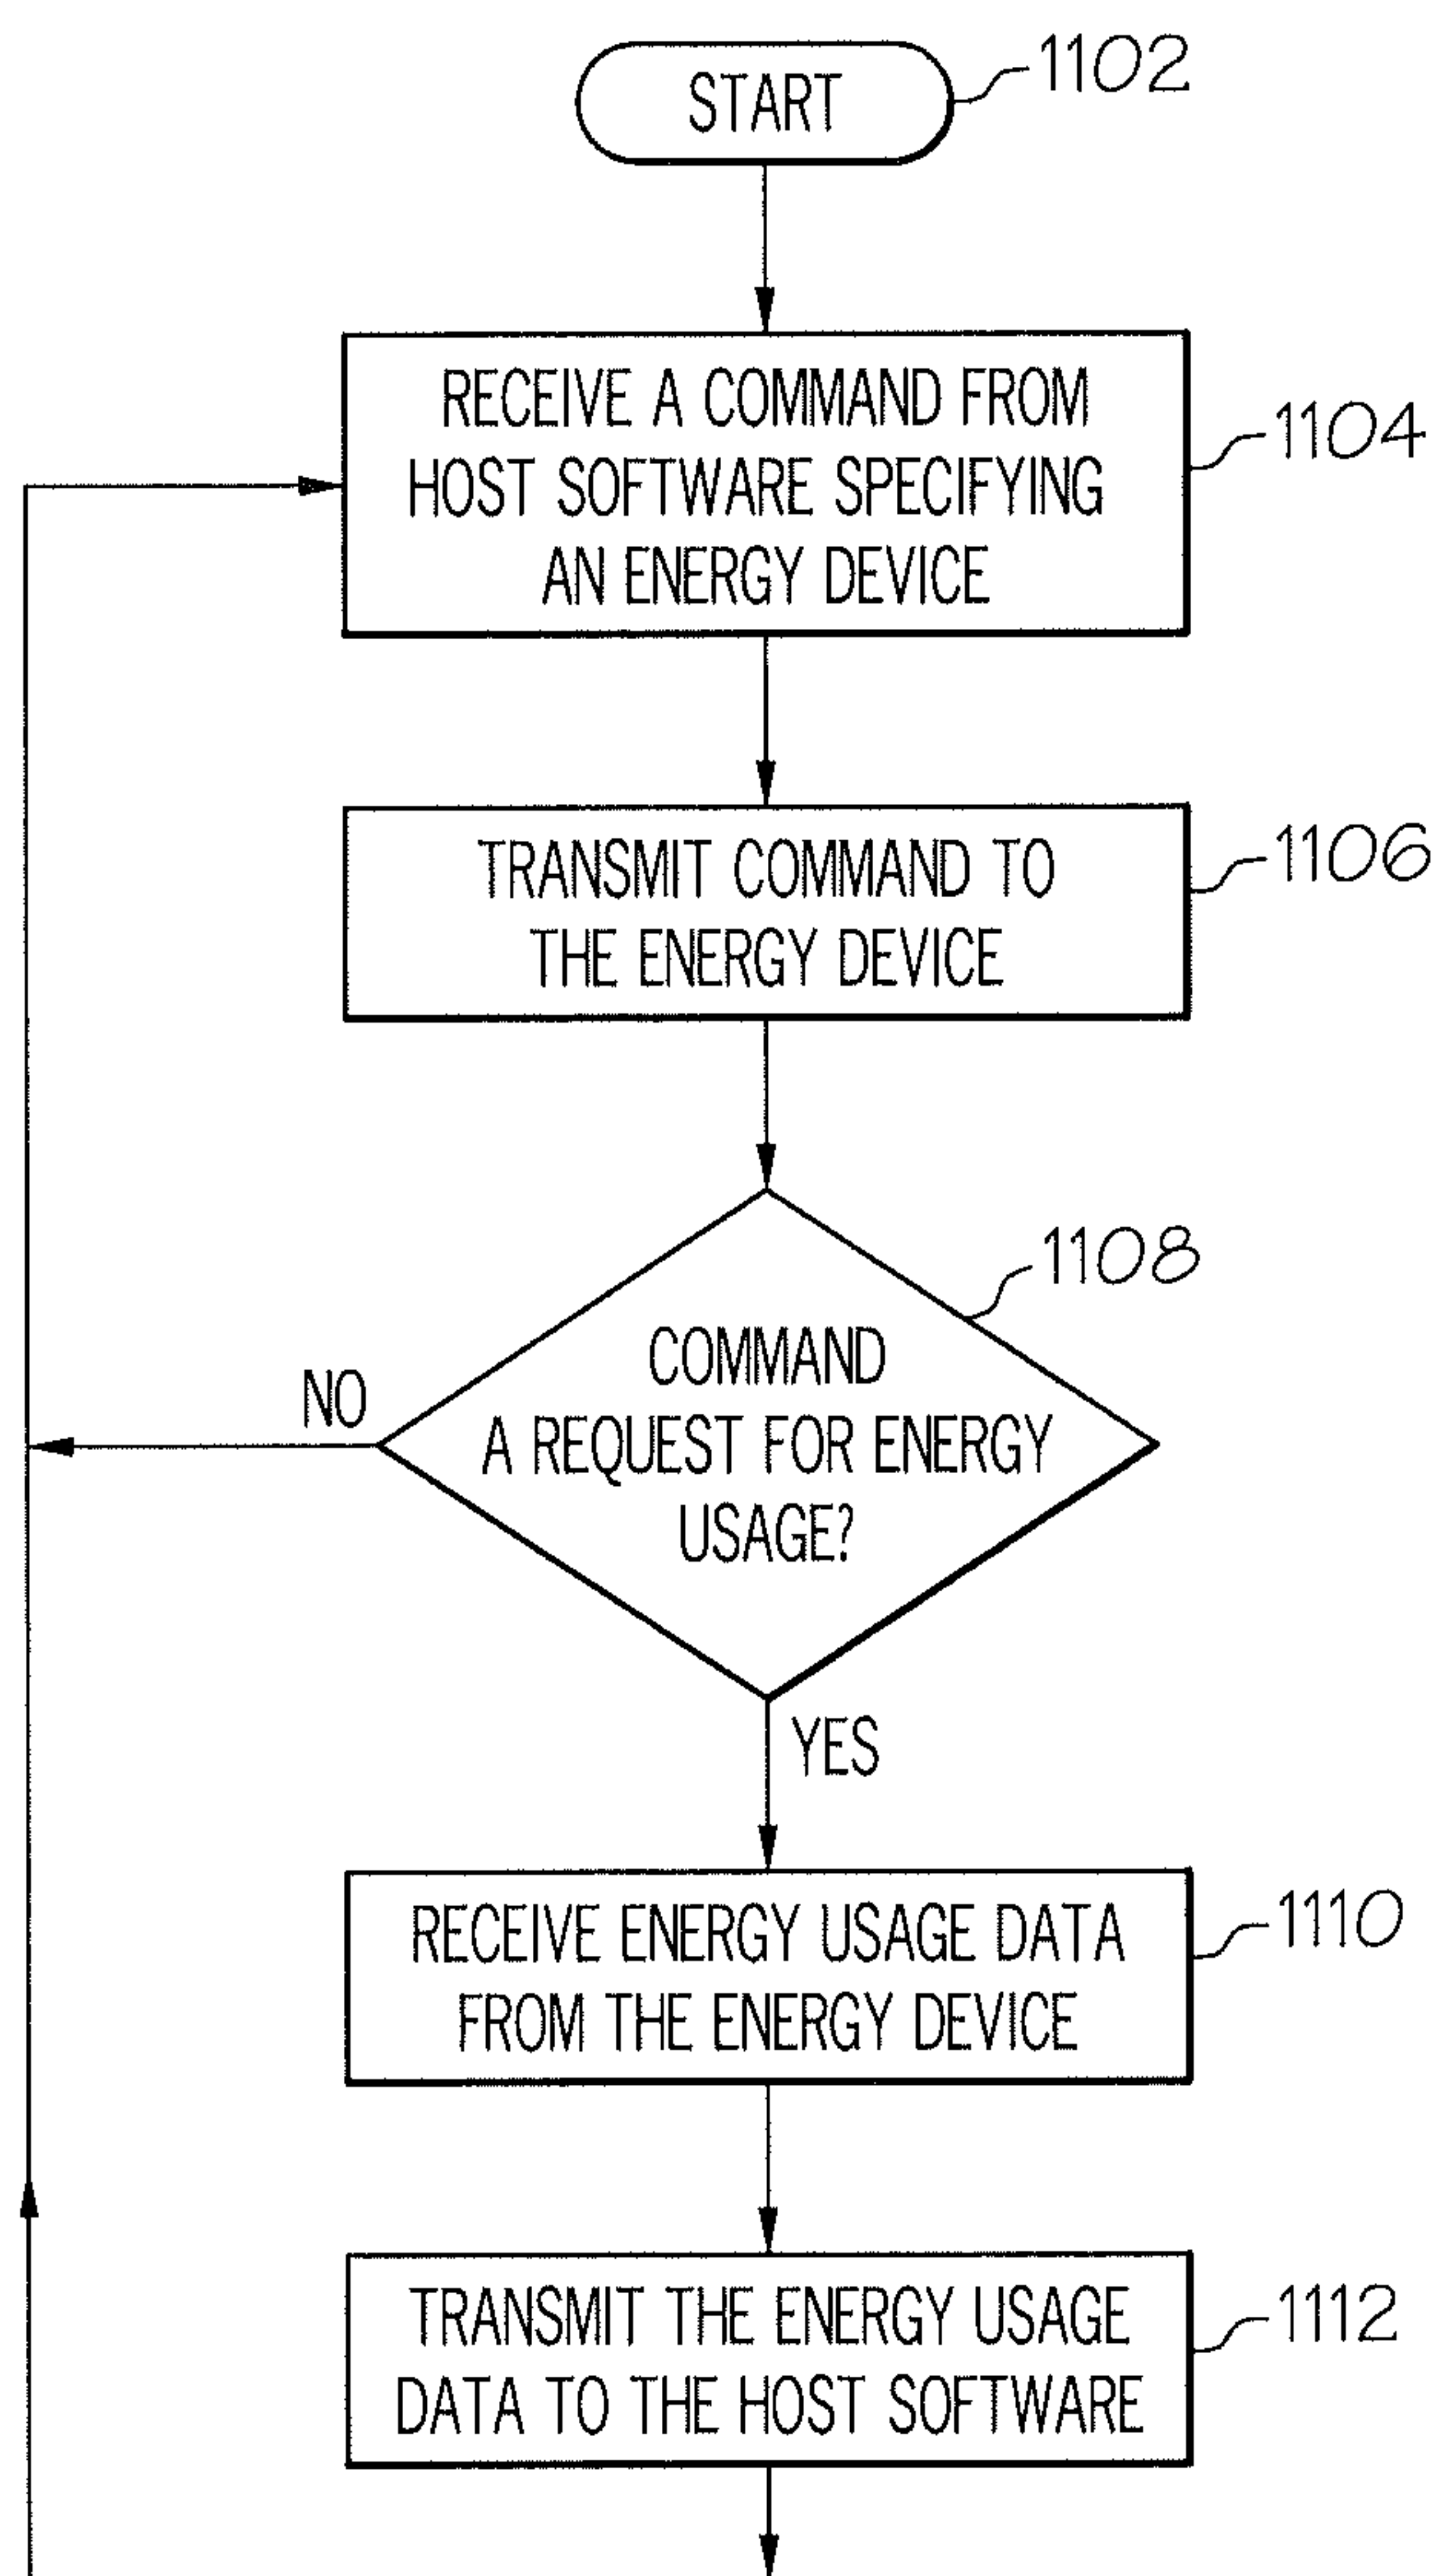 START
1102
RECEIVE A COMMAND FROM
HOST SOFTWARE SPECIFYING
AN ENERGY DEVICE
1104
TRANSMIT COMMAND TO
THE ENERGY DEVICE
1106
COMMAND
A REQUEST FOR ENERGY
USAGE?
1108
NO
YES
RECEIVE ENERGY USAGE DATA
FROM THE ENERGY DEVICE
1110
TRANSMIT THE ENERGY USAGE
DATA TO THE HOST SOFTWARE
1112